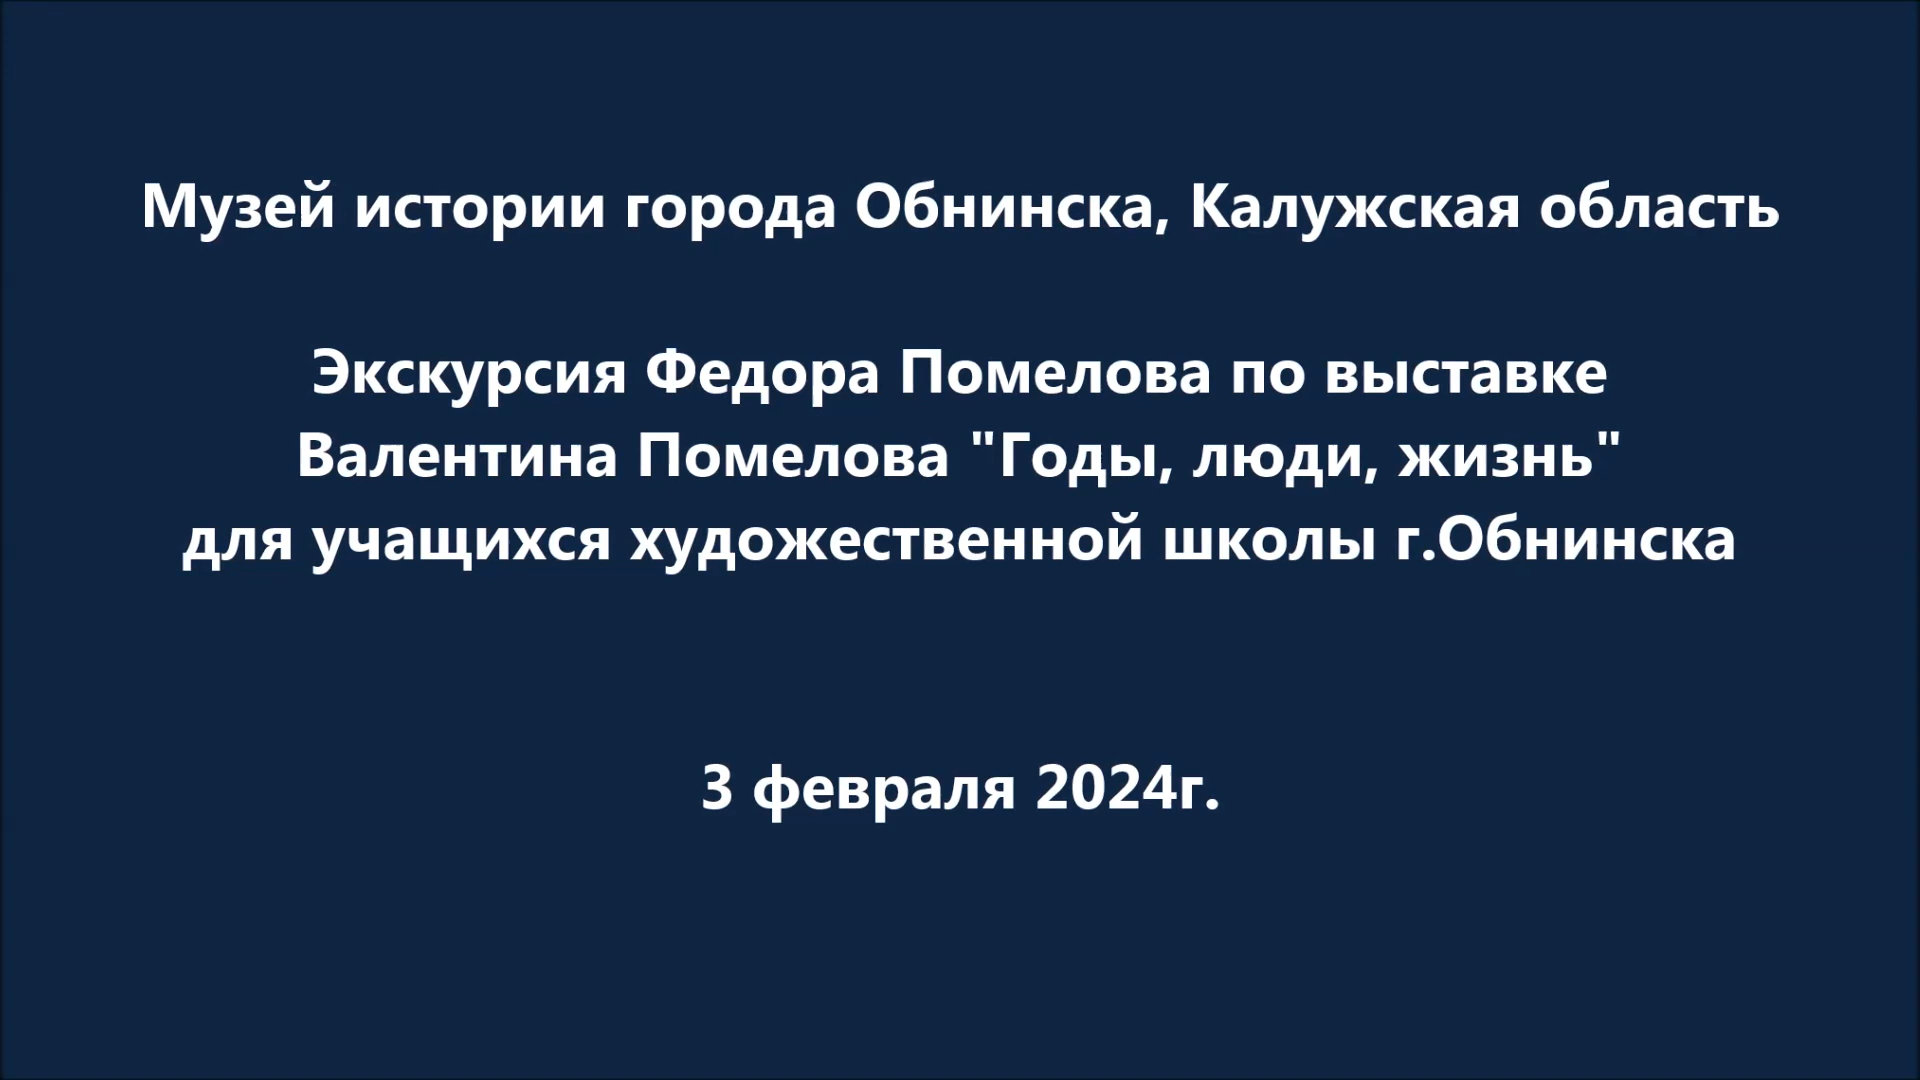 Музей истории города Обнинска, Калужская область
Экскурсия Федора Помелова по выставке
Валентина Помелова "Годы, люди, жизнь"
для учащихся художественной школы г.Обнинска
3 февраля 2024г.